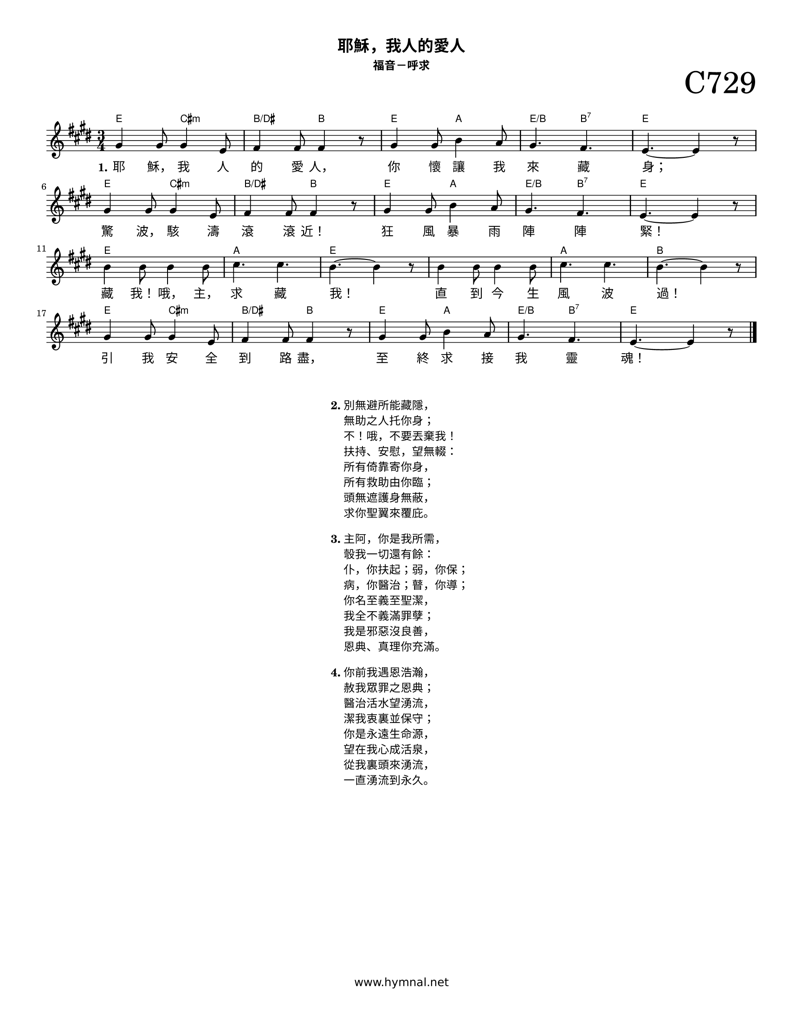 耶穌，我人的愛人
福音－呼求
C729
E C♯m B/D♯ B E A E/B B7 E
3 4
1. 耶 穌， 我 人 的 愛 人， 你 懷 讓 我 來 藏 身；
6 E C♯m B/D♯ B E A E/B B7 E
驚 波， 駭 濤 滾 滾 近！ 狂 風 暴 雨 陣 陣 緊！
11 E A E E A B
藏 我！ 哦， 主， 求 藏 我！ 直 到 今 生 風 波 過！
17 E C♯m B/D♯ B E A E/B B7 E
引 我 安 全 到 路 盡， 至 終 求 接 我 靈 魂！
2. 別無避所能藏隱，
無助之人托你身；
不！哦，不要丟棄我！
扶持、安慰，望無輟：
所有倚靠寄你身，
所有救助由你臨；
頭無遮護身無蔽，
求你聖翼來覆庇。
3. 主阿，你是我所需，
彀我一切還有餘：
仆，你扶起；弱，你保；
病，你醫治；瞽，你導；
你名至義至聖潔，
我全不義滿罪孽；
我是邪惡沒良善，
恩典、真理你充滿。
4. 你前我遇恩浩瀚，
赦我眾罪之恩典；
醫治活水望湧流，
潔我衷裏並保守；
你是永遠生命源，
望在我心成活泉，
從我裏頭來湧流，
一直湧流到永久。
www.hymnal.net